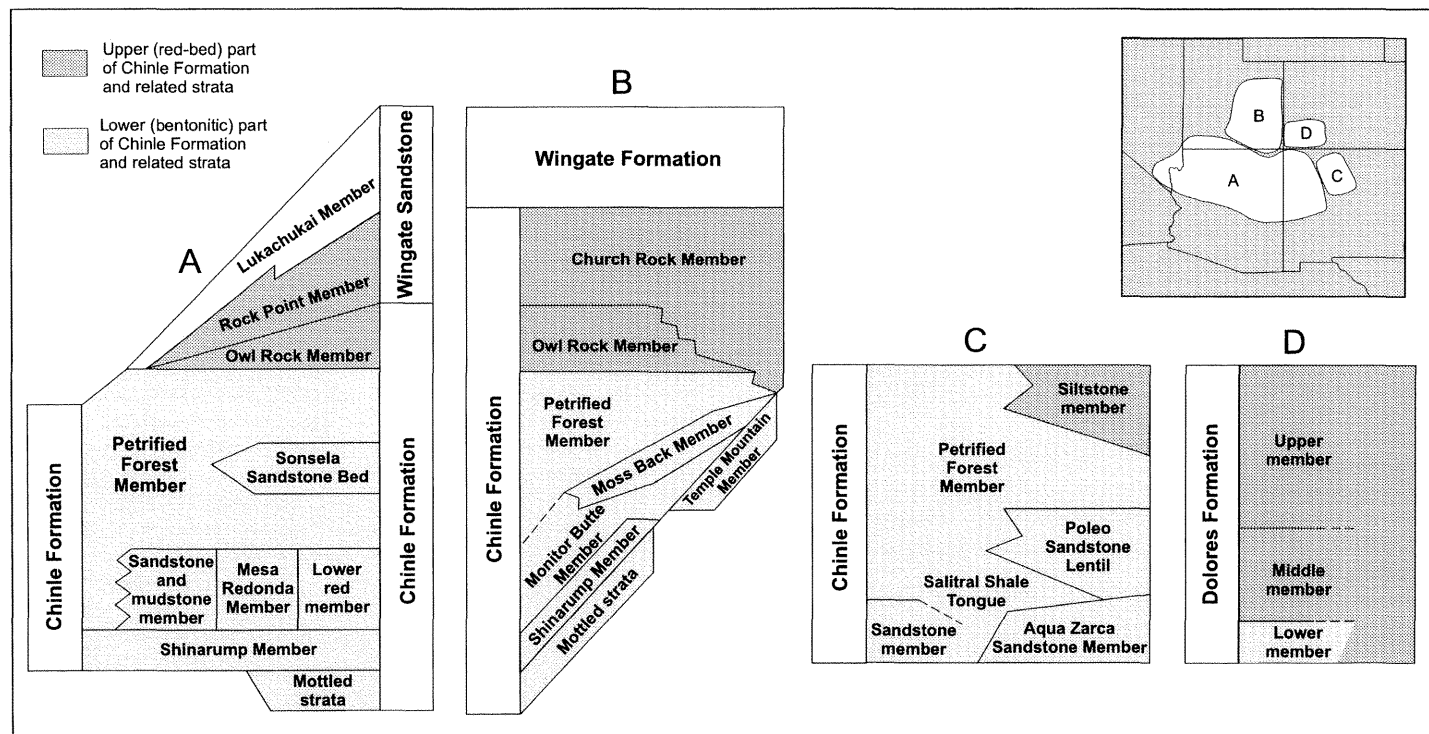 Upper (red-bed) part
of Chinle Formation
and related strata
Lower (bentonitic) part
of Chinle Formation
and related strata
A
Lukachukai Member
Rock Point Member
Owl Rock Member
Wingate Sandstone
Chinle Formation
Chinle Formation
Petrified
Forest
Member
Sonsela
Sandstone Bed
Sandstone
and
mudstone
member
Mesa
Redonda
Member
Lower
red
member
Shinarump Member
Mottled
strata
B
Wingate Formation
Chinle Formation
Church Rock Member
Owl Rock Member
Petrified
Forest
Member
Moss Back Member
Temple Mountain
Member
Monitor Butte
Member
Shinarump Member
Mottled strata
B
D
A
C
C
Chinle Formation
Siltstone
member
Petrified
Forest
Member
Poleo
Sandstone
Lentil
Salitral Shale
Tongue
Sandstone
member
Aqua Zarca
Sandstone Member
D
Dolores Formation
Upper
member
Middle
member
Lower
member